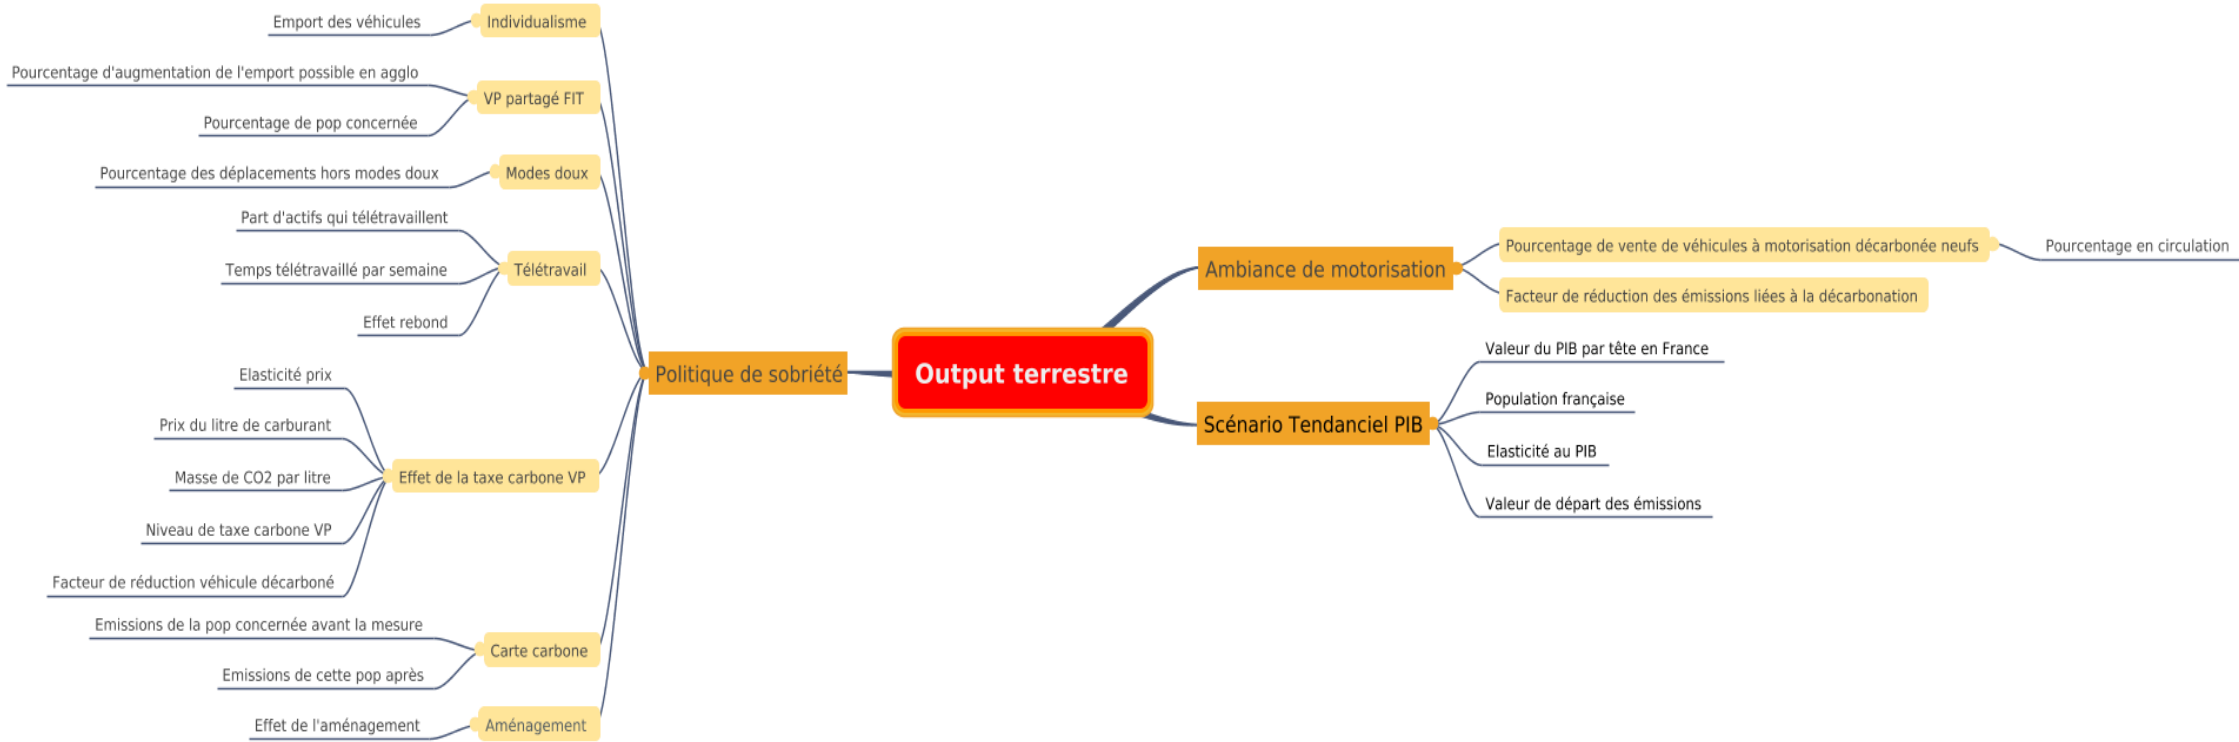 Emport des véhicules
Individualisme
Pourcentage d'augmentation de l'emport possible en agglo
VP partagé FIT
Pourcentage de pop concernée
Pourcentage des déplacements hors modes doux
Modes doux
Part d'actifs qui télétravaillent
Temps télétravaillé par semaine
Télétravail
Effet rebond
Elasticité prix
Prix du litre de carburant
Masse de CO2 par litre
Effet de la taxe carbone VP
Niveau de taxe carbone VP
Facteur de réduction véhicule décarboné
Emissions de la pop concernée avant la mesure
Carte carbone
Emissions de cette pop après
Effet de l'aménagement
Aménagement
Politique de sobriété
Output terrestre
Ambiance de motorisation
Pourcentage de vente de véhicules à motorisation décarbonée neufs
Pourcentage en circulation
Facteur de réduction des émissions liées à la décarbonation
Scénario Tendanciel PIB
Valeur du PIB par tête en France
Population française
Elasticité au PIB
Valeur de départ des émissions